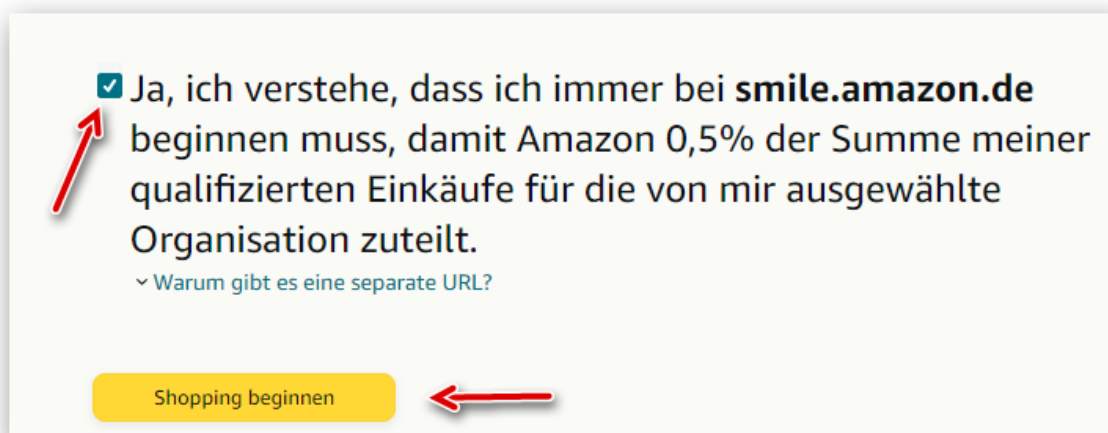 Ja, ich verstehe, dass ich immer bei smile.amazon.de
beginnen muss, damit Amazon 0,5% der Summe meiner
qualifizierten Einkäufe für die von mir ausgewählte
Organisation zuteilt.
Warum gibt es eine separate URL?
Shopping beginnen